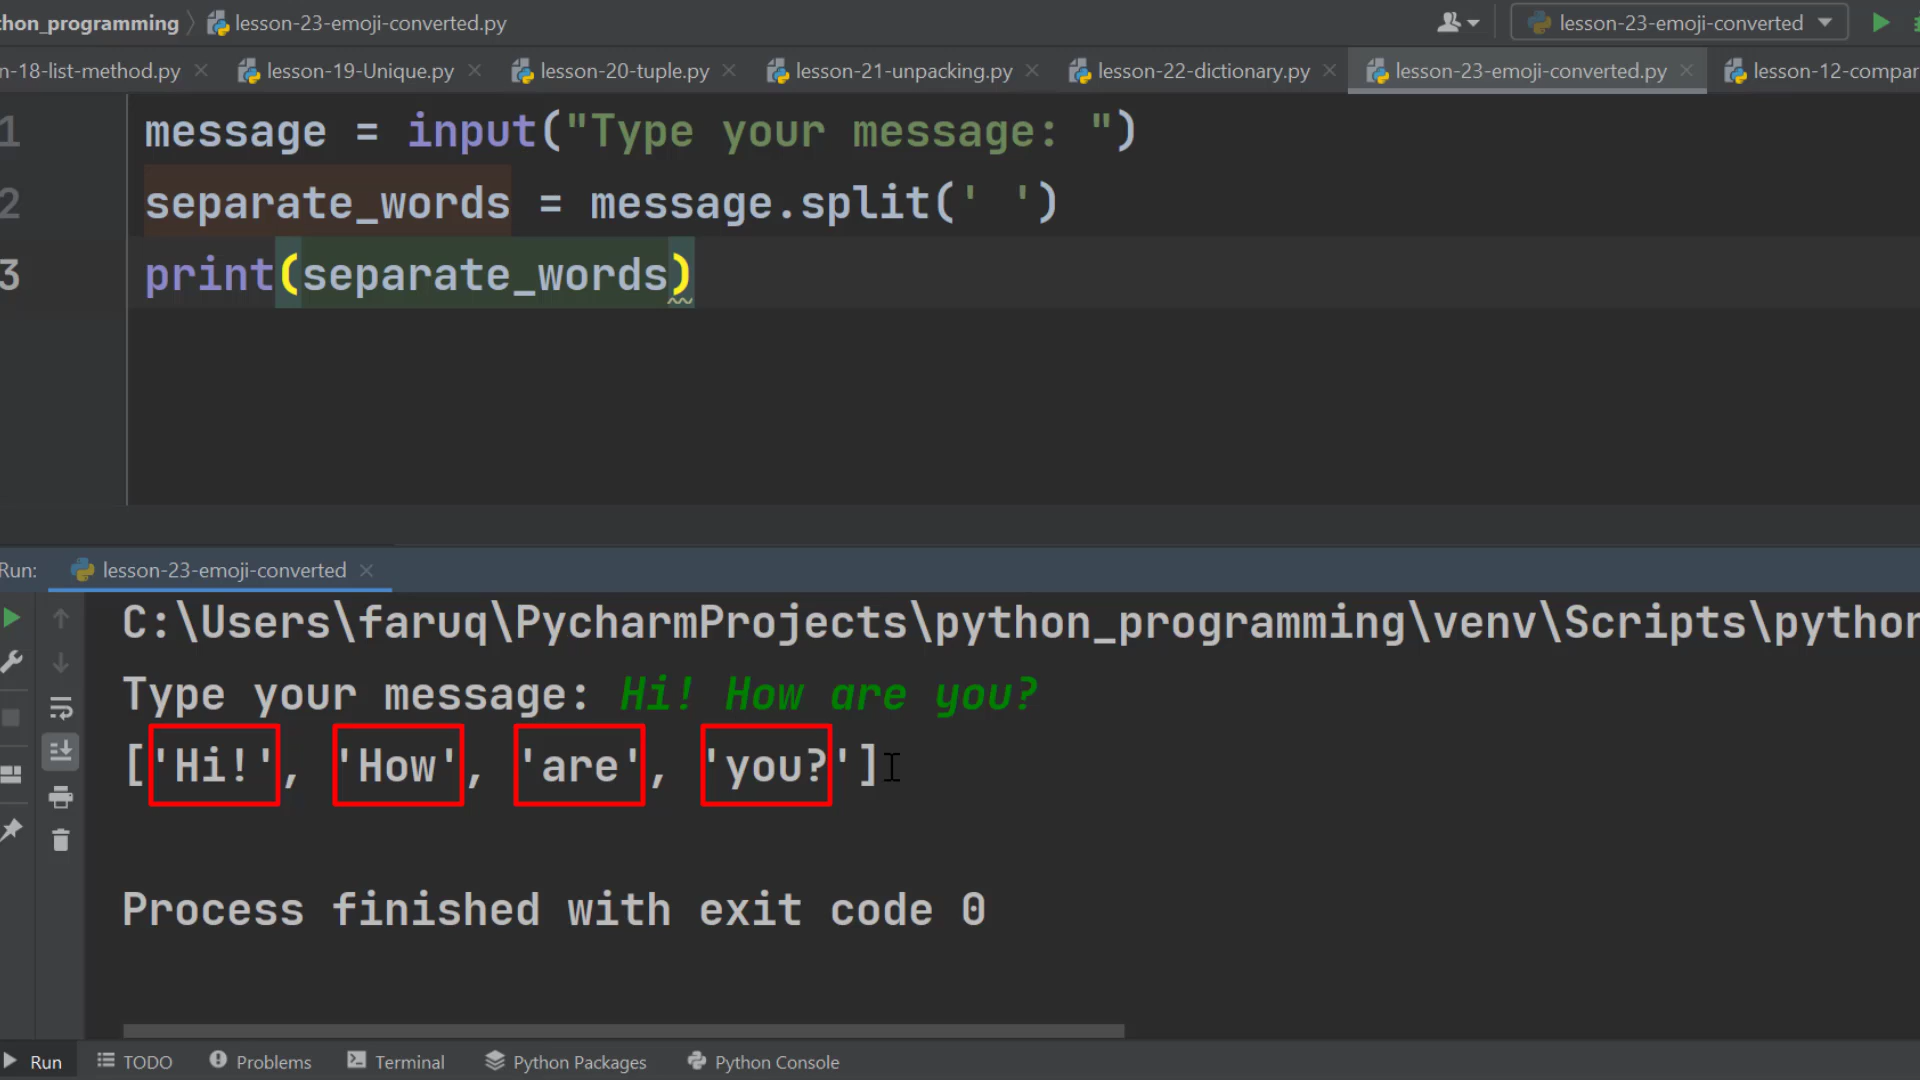 thon_programming lesson-23-emoji-converted.py lesson-23-emoji-converted
n-18-list-method.py lesson-19-Unique.py lesson-20-tuple.py lesson-21-unpacking.py lesson-22-dictionary.py lesson-23-emoji-converted.py lesson-12-compar
1 message = input("Type your message: ")
2 separate_words = message.split(' ')
3 print(separate_words)
Run: lesson-23-emoji-converted
C:\Users\faruq\PycharmProjects\python_programming\venv\Scripts\python
Type your message: Hi! How are you?
['Hi!', 'How', 'are', 'you?']
Process finished with exit code 0
Run TODO Problems Terminal Python Packages Python Console